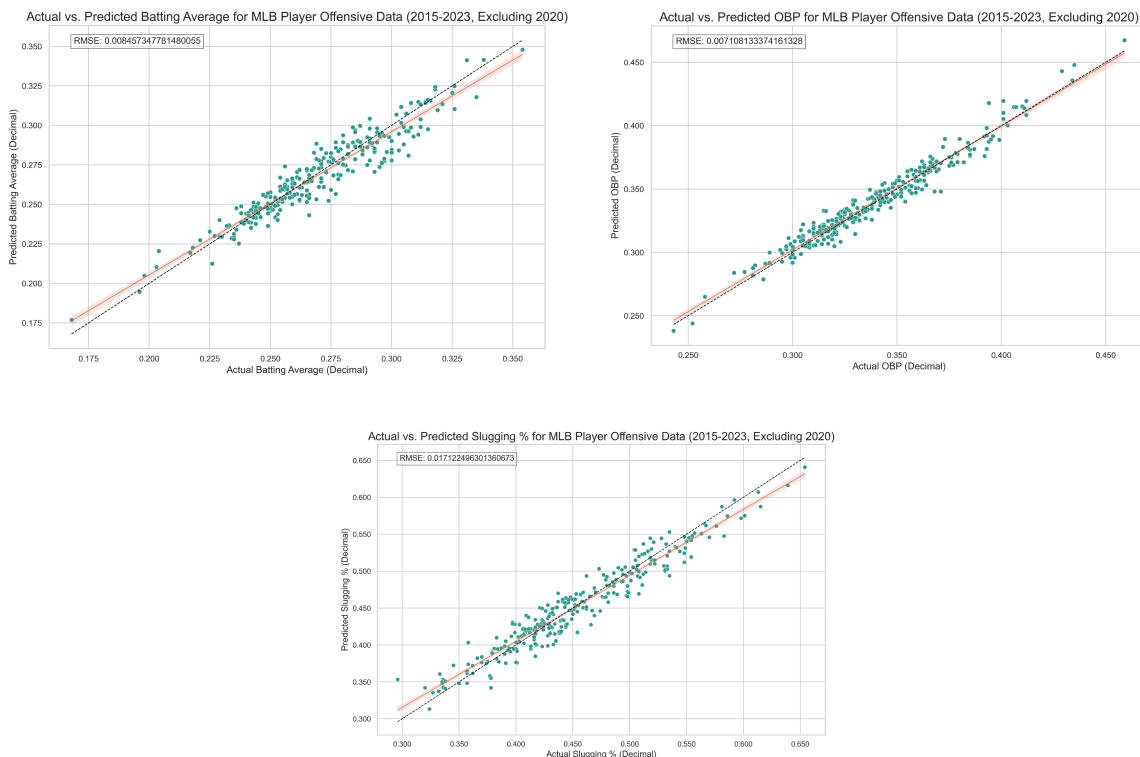 Actual vs. Predicted Batting Average for MLB Player Offensive Data (2015-2023, Excluding 2020)
RMSE: 0.008457347781480055
Predicted Batting Average (Decimal)
0.350
0.325
0.300
0.275
0.250
0.225
0.200
0.175
0.175 0.200 0.225 0.250 0.275 0.300 0.325 0.350
Actual Batting Average (Decimal)
Actual vs. Predicted OBP for MLB Player Offensive Data (2015-2023, Excluding 2020)
RMSE: 0.007108133374161328
Predicted OBP (Decimal)
0.450
0.400
0.350
0.300
0.250
0.250 0.300 0.350 0.400 0.450
Actual OBP (Decimal)
Actual vs. Predicted Slugging % for MLB Player Offensive Data (2015-2023, Excluding 2020)
RMSE: 0.017122496301360673
Predicted Slugging % (Decimal)
0.650
0.600
0.550
0.500
0.450
0.400
0.350
0.300
0.300 0.350 0.400 0.450 0.500 0.550 0.600 0.650
Actual Slugging % (Decimal)